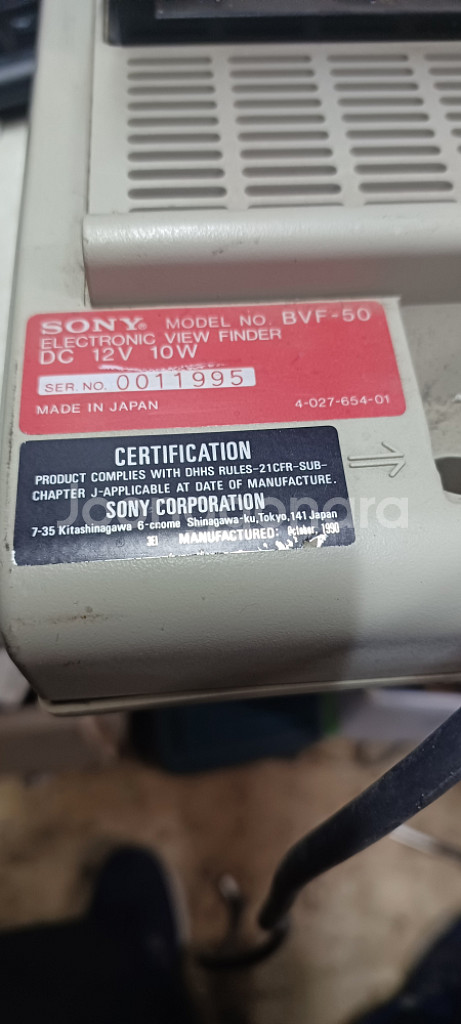 SONY® MODEL NO. BVF-50
ELECTRONIC VIEW FINDER
DC 12V 10W
SER. NO. 0011995
MADE IN JAPAN 4-027-654-01
CERTIFICATION
PRODUCT COMPLIES WITH DHHS RULES-21CFR-SUB-
CHAPTER J-APPLICABLE AT DATE OF MANUFACTURE.
SONY CORPORATION
7-35 Kitashinagawa 6-chome Shinagawa-ku, Tokyo, 141 Japan
MANUFACTURED: October, 1990